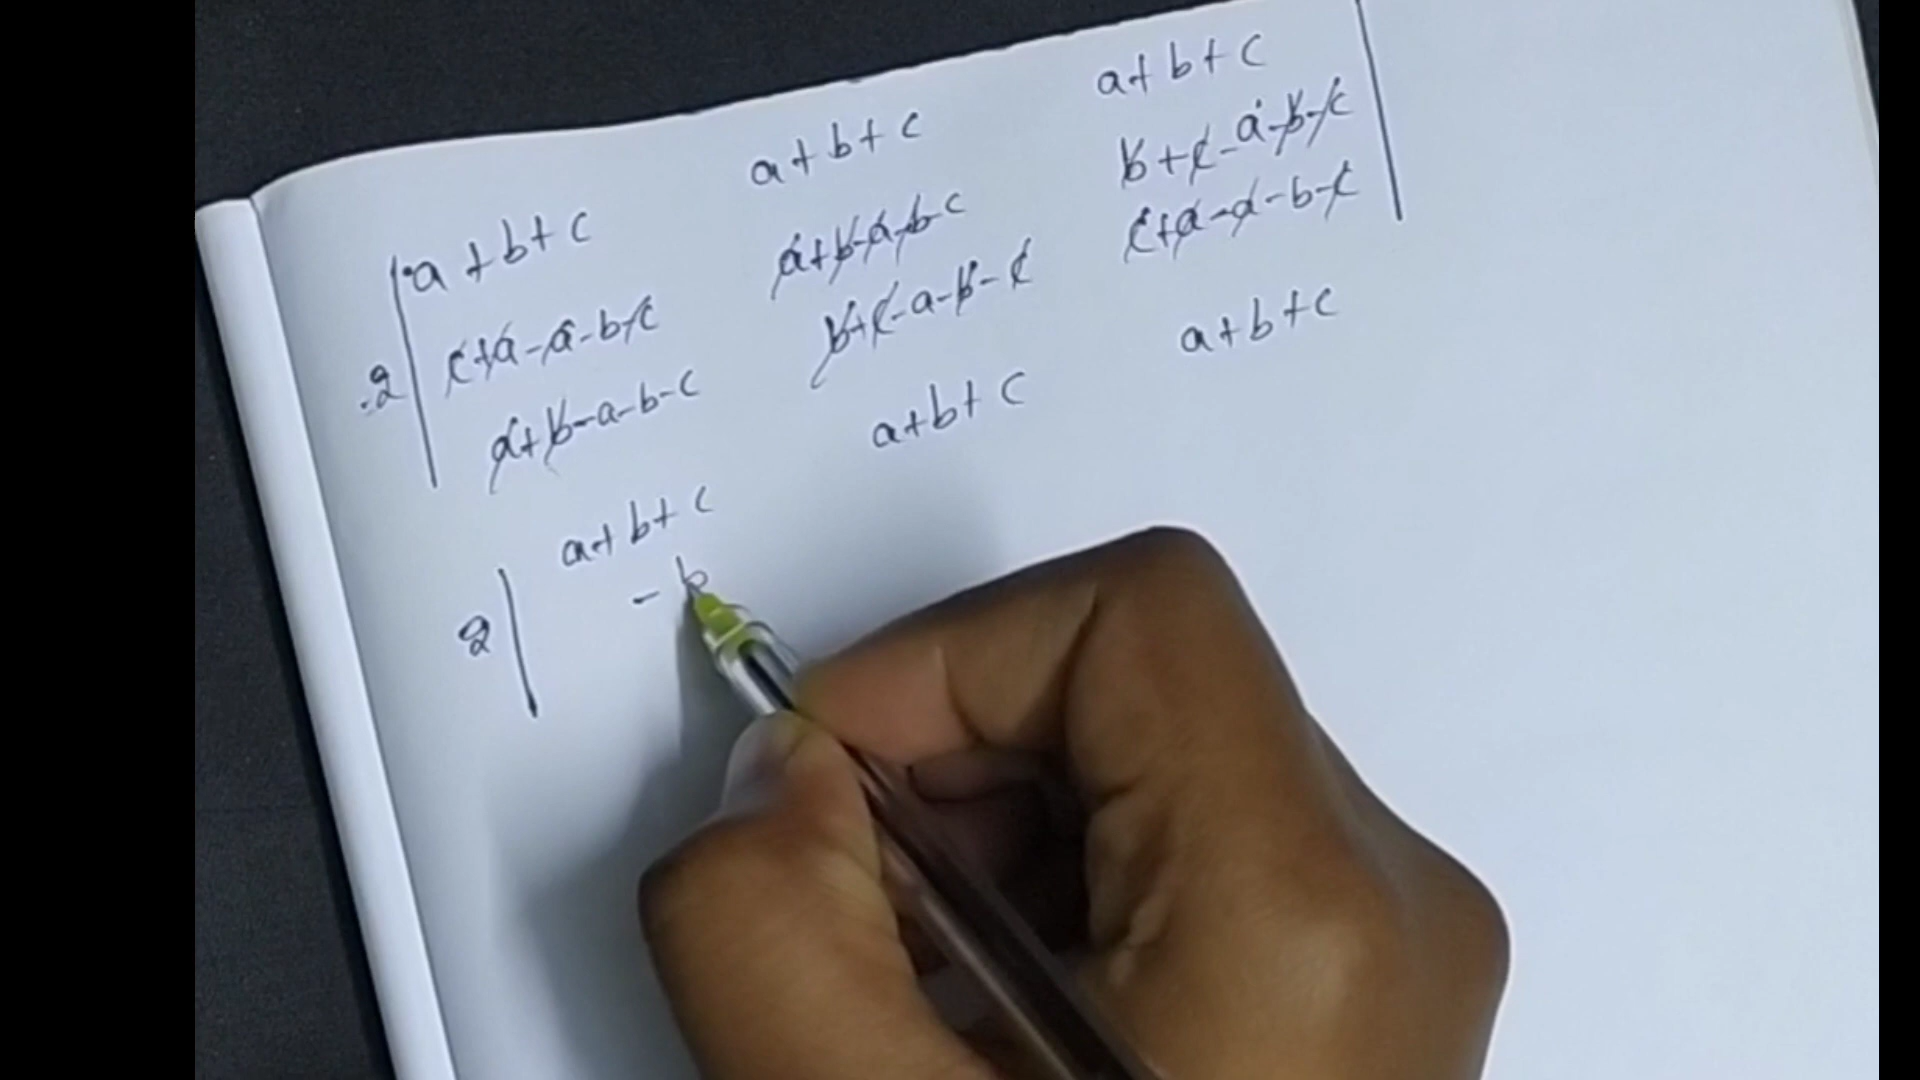 a+b+c a+b+c a+b+c
c+a-a-b-c a+b-a-b-c b+c-a-b-c
2
a+b-a-b-c b+c-a-b-c c+a-a-b-c
a+b+c a+b+c a+b+c
2 -b